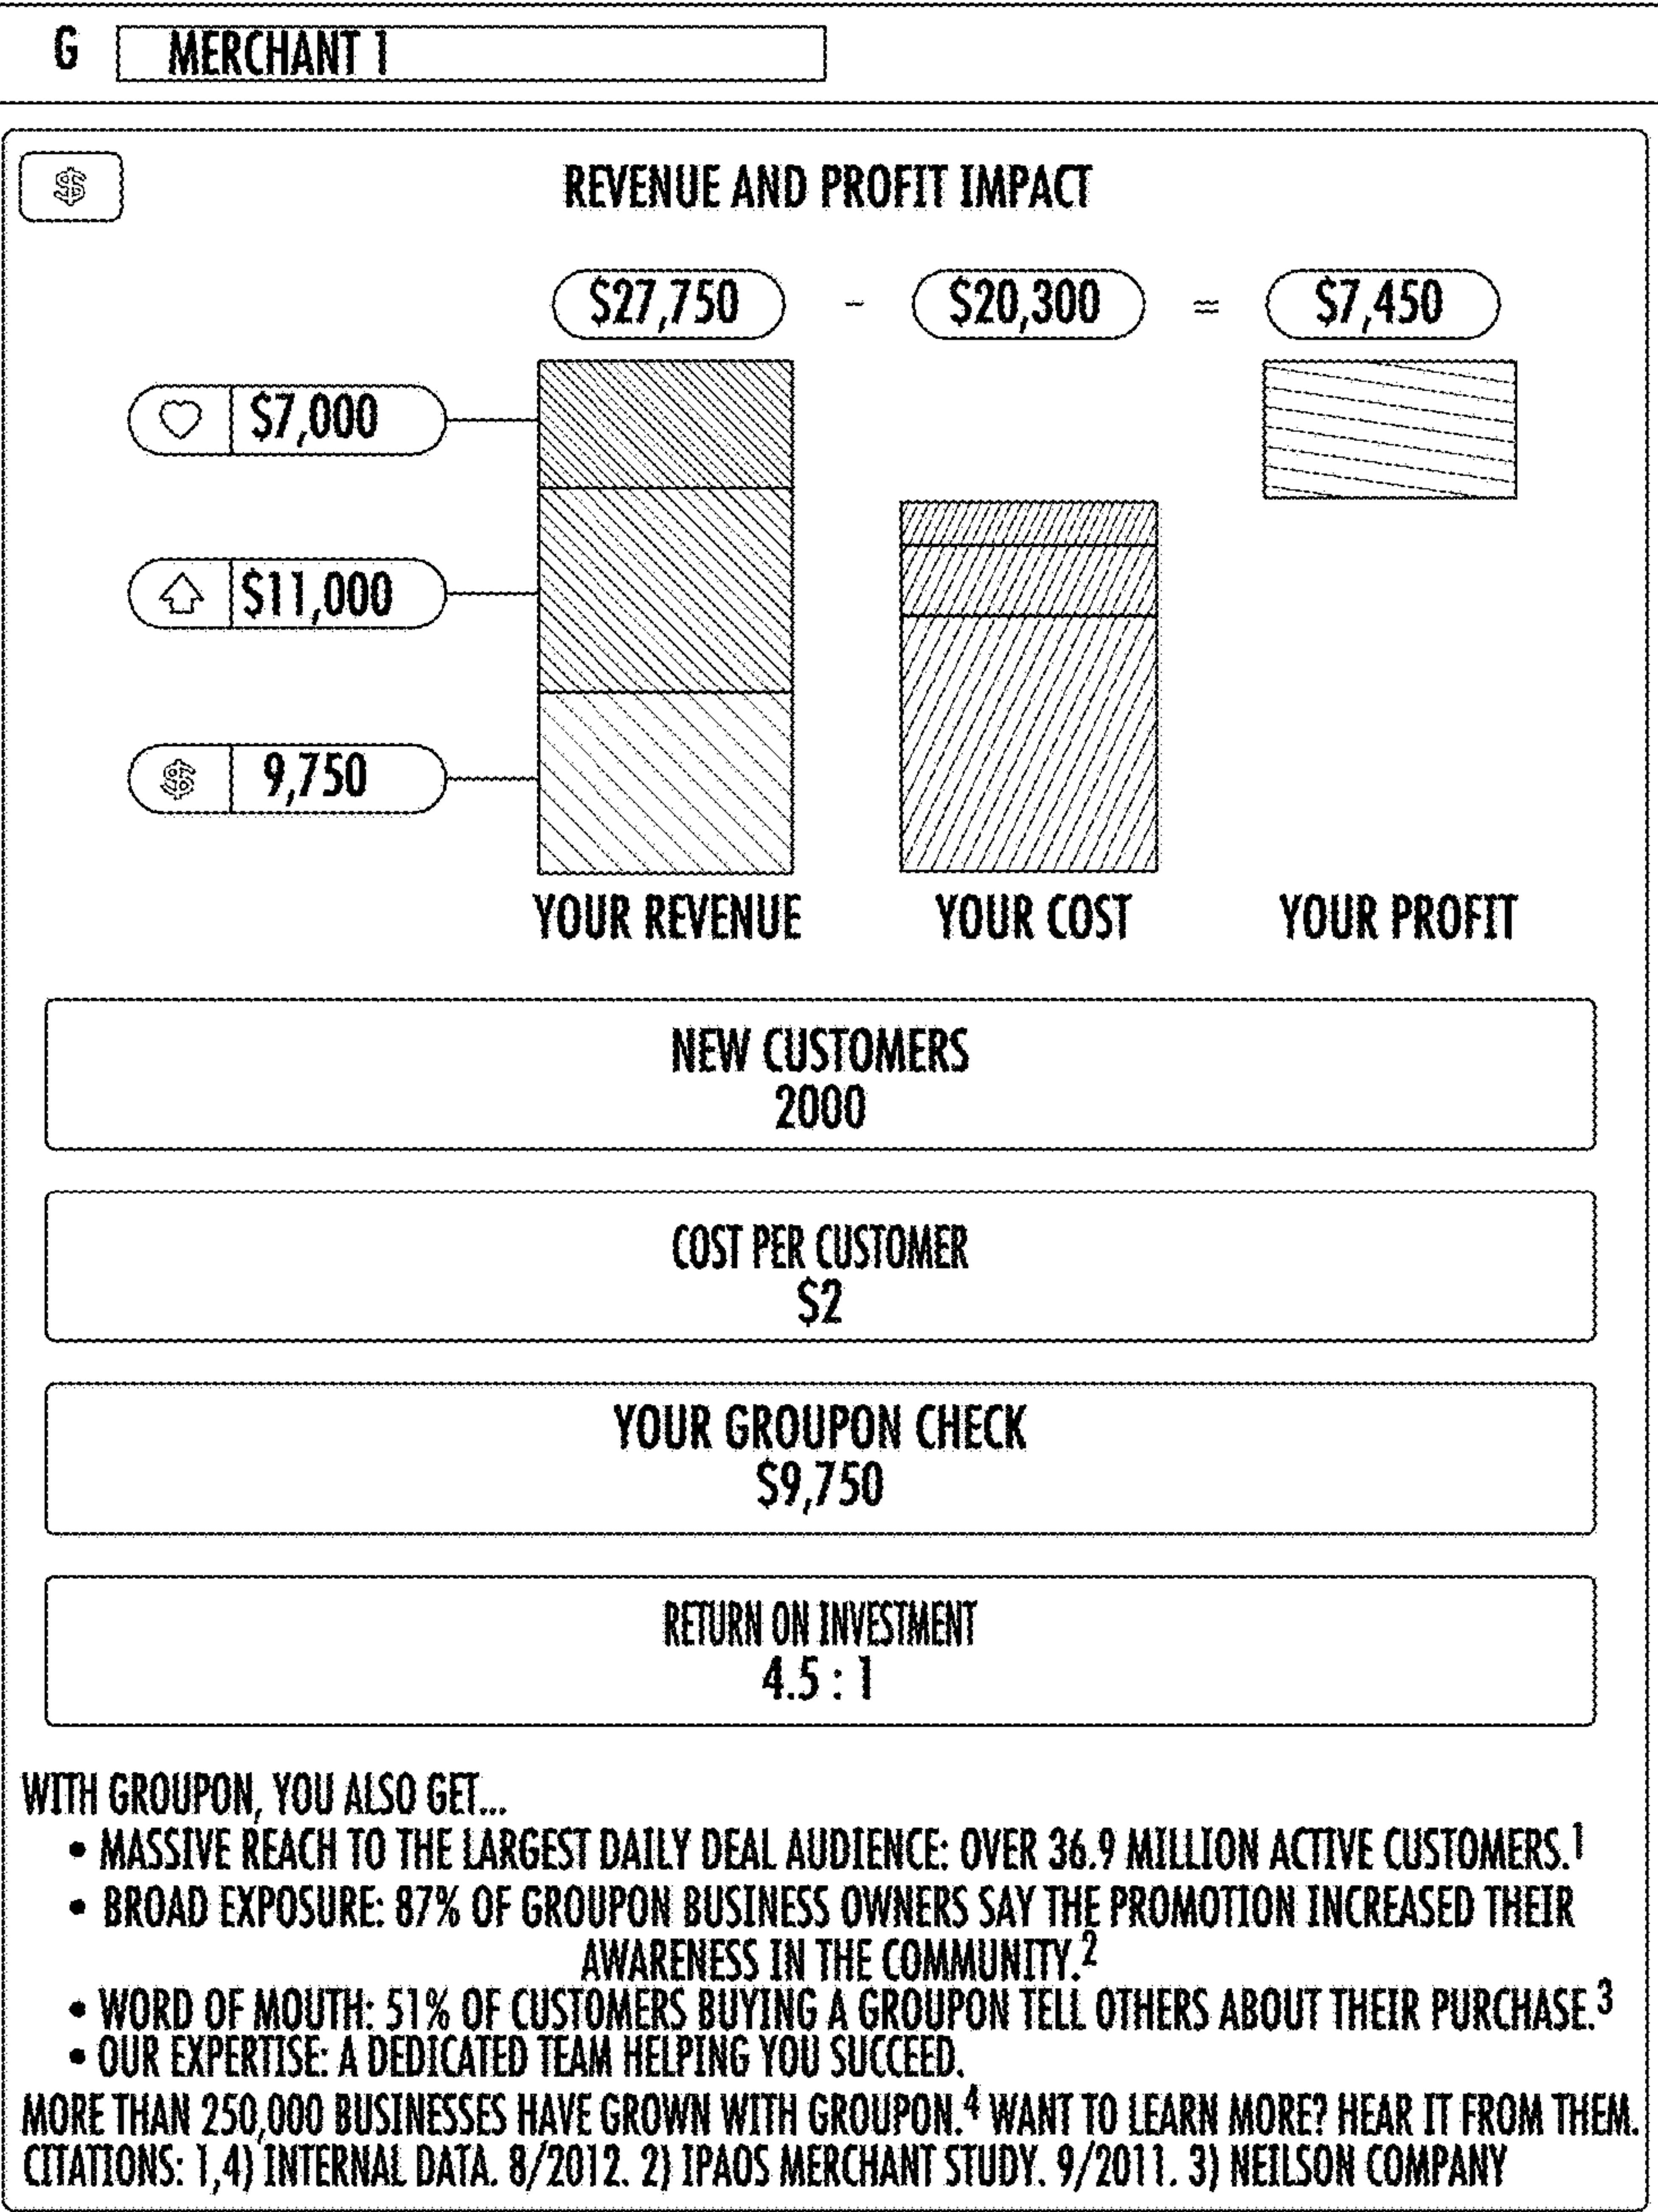 G MERCHANT 1
$
REVENUE AND PROFIT IMPACT
$27,750 - $20,300 = $7,450
$7,000
$11,000
$ 9,750
YOUR REVENUE YOUR COST YOUR PROFIT
NEW CUSTOMERS
2000
COST PER CUSTOMER
$2
YOUR GROUPON CHECK
$9,750
RETURN ON INVESTMENT
4.5 : 1
WITH GROUPON, YOU ALSO GET...
• MASSIVE REACH TO THE LARGEST DAILY DEAL AUDIENCE: OVER 36.9 MILLION ACTIVE CUSTOMERS.1
• BROAD EXPOSURE: 87% OF GROUPON BUSINESS OWNERS SAY THE PROMOTION INCREASED THEIR
AWARENESS IN THE COMMUNITY.2
• WORD OF MOUTH: 51% OF CUSTOMERS BUYING A GROUPON TELL OTHERS ABOUT THEIR PURCHASE.3
• OUR EXPERTISE: A DEDICATED TEAM HELPING YOU SUCCEED.
MORE THAN 250,000 BUSINESSES HAVE GROWN WITH GROUPON.4 WANT TO LEARN MORE? HEAR IT FROM THEM.
CITATIONS: 1,4) INTERNAL DATA. 8/2012. 2) IPAOS MERCHANT STUDY. 9/2011. 3) NEILSON COMPANY